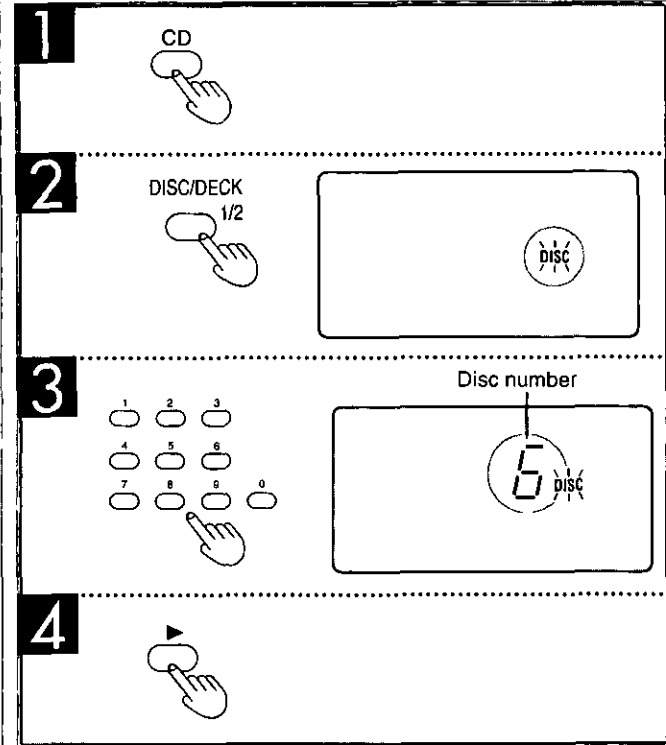 1
CD
2
DISC/DECK
1/2
DISC
3
Disc number
1 2 3
4 5 6
7 8 9 0
6 DISC
4